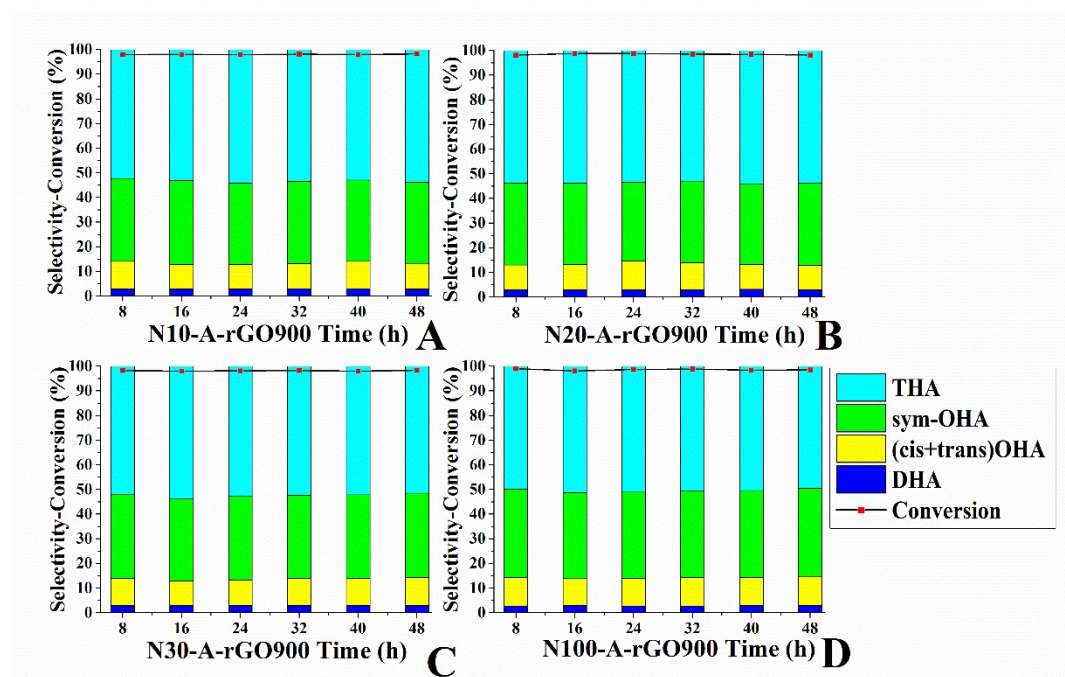 Selectivity-Conversion (%)
100
90
80
70
60
50
40
30
20
10
0
8 16 24 32 40 48
N10-A-rGO900 Time (h) A
Selectivity-Conversion (%)
100
90
80
70
60
50
40
30
20
10
0
8 16 24 32 40 48
N20-A-rGO900 Time (h) B
Selectivity-Conversion (%)
100
90
80
70
60
50
40
30
20
10
0
8 16 24 32 40 48
N30-A-rGO900 Time (h) C
Selectivity-Conversion (%)
100
90
80
70
60
50
40
30
20
10
0
8 16 24 32 40 48
N100-A-rGO900 Time (h) D
THA
sym-OHA
(cis+trans)OHA
DHA
Conversion